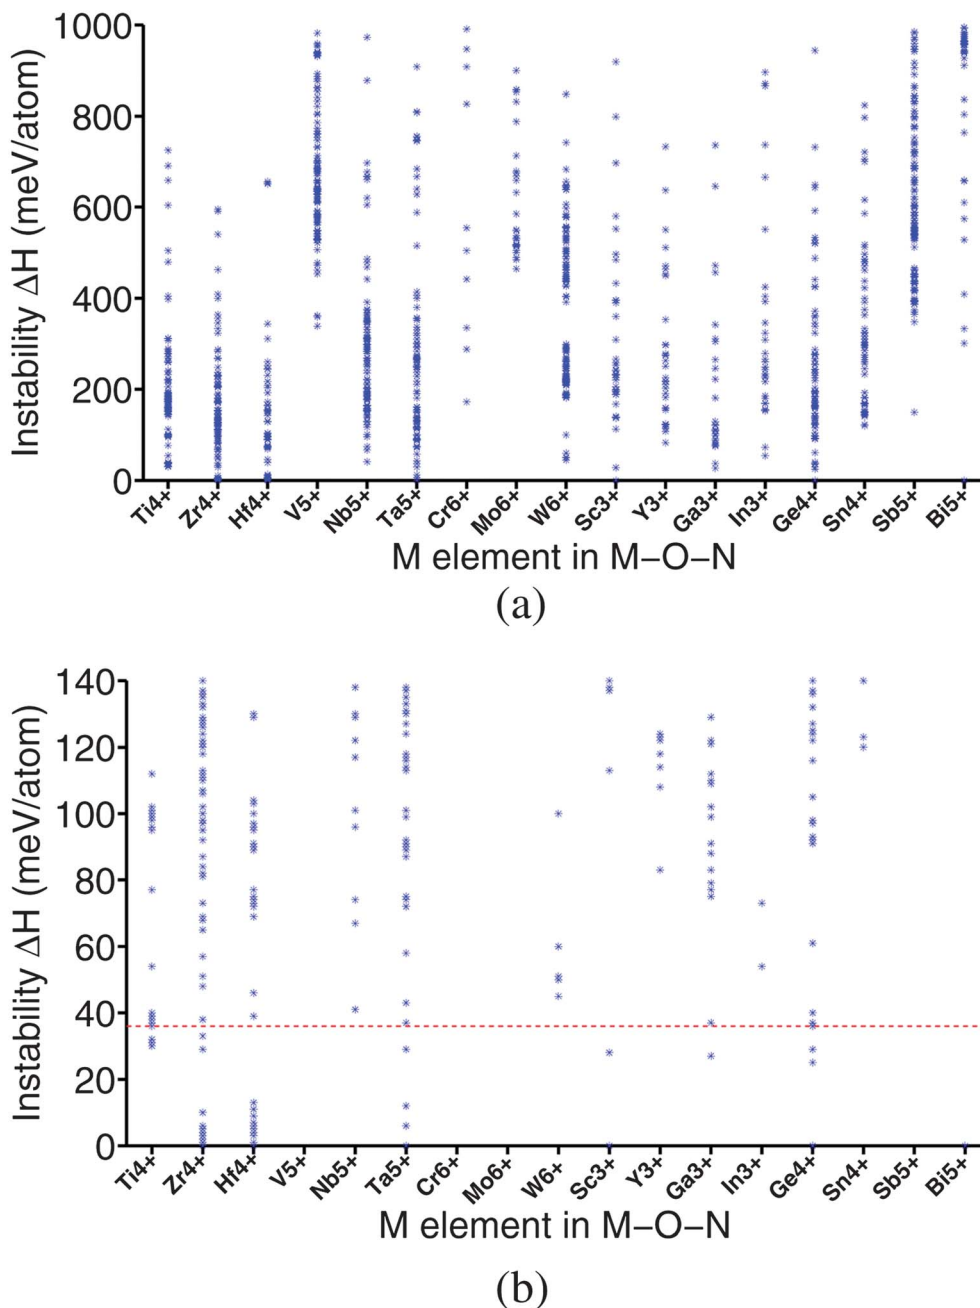 1000
800
600
400
200
0
Instability ΔH (meV/atom)
Ti4+ Zr4+ Hf4+ V5+ Nb5+ Ta5+ Cr6+ Mo6+ W6+ Sc3+ Y3+ Ga3+ In3+ Ge4+ Sn4+ Sb5+ Bi5+
M element in M–O–N
(a)
140
120
100
80
60
40
20
0
Instability ΔH (meV/atom)
Ti4+ Zr4+ Hf4+ V5+ Nb5+ Ta5+ Cr6+ Mo6+ W6+ Sc3+ Y3+ Ga3+ In3+ Ge4+ Sn4+ Sb5+ Bi5+
M element in M–O–N
(b)